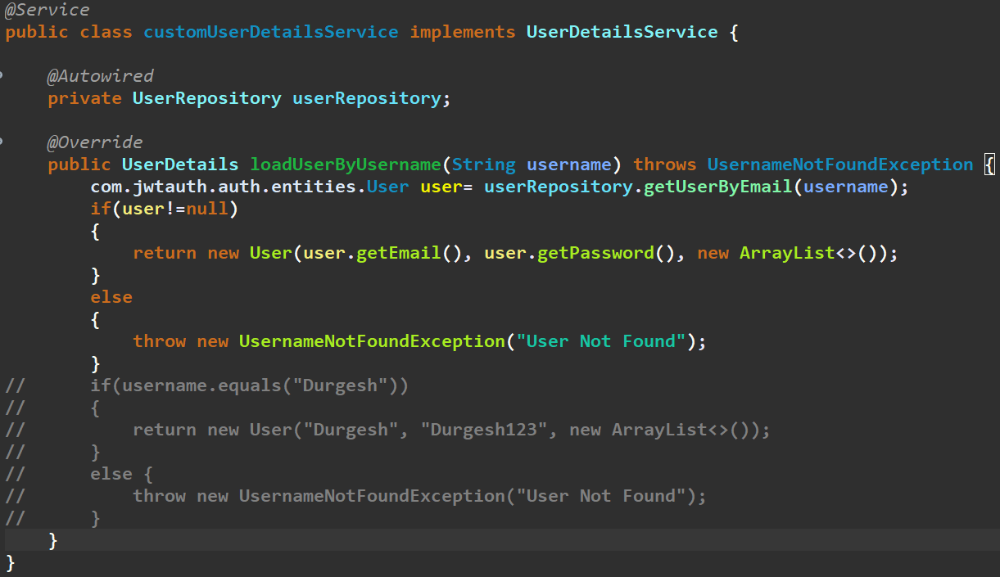 @Service
public class customUserDetailsService implements UserDetailsService {
@Autowired
private UserRepository userRepository;
@Override
public UserDetails loadUserByUsername(String username) throws UsernameNotFoundException {
com.jwtauth.auth.entities.User user= userRepository.getUserByEmail(username);
if(user!=null)
{
return new User(user.getEmail(), user.getPassword(), new ArrayList<>());
}
else
{
throw new UsernameNotFoundException("User Not Found");
}
// if(username.equals("Durgesh"))
// {
// return new User("Durgesh", "Durgesh123", new ArrayList<>());
// }
// else {
// throw new UsernameNotFoundException("User Not Found");
// }
}
}